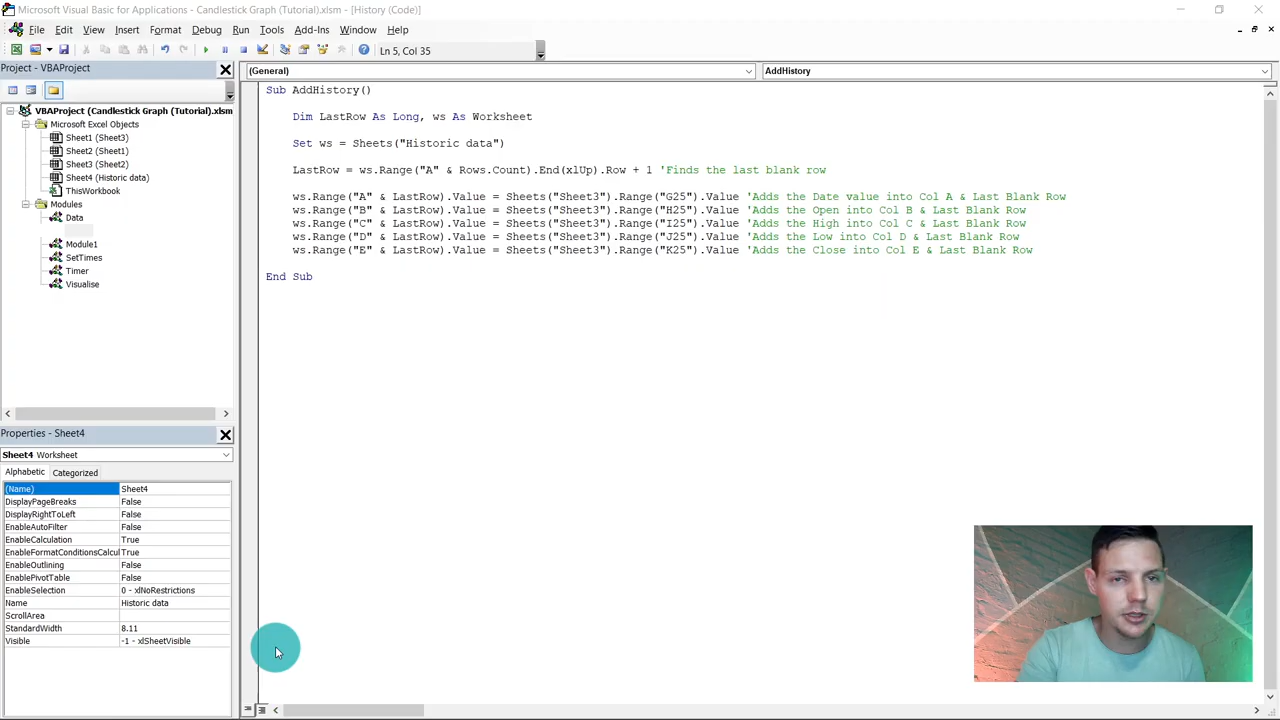 Microsoft Visual Basic for Applications - Candlestick Graph (Tutorial).xlsm - [History (Code)]
File Edit View Insert Format Debug Run Tools Add-Ins Window Help
Ln 5, Col 35
Project - VBAProject
VBAProject (Candlestick Graph (Tutorial).xlsm
Microsoft Excel Objects
Sheet1 (Sheet3)
Sheet2 (Sheet1)
Sheet3 (Sheet2)
Sheet4 (Historic data)
ThisWorkbook
Modules
Data
Module1
SetTimes
Timer
Visualise
Properties - Sheet4
Sheet4 Worksheet
Alphabetic Categorized
(Name) Sheet4
DisplayPageBreaks False
DisplayRightToLeft False
EnableAutoFilter False
EnableCalculation True
EnableFormatConditionsCalcul True
EnableOutlining False
EnablePivotTable False
EnableSelection 0 - xlNoRestrictions
Name Historic data
ScrollArea
StandardWidth 8.11
Visible -1 - xlSheetVisible
(General) AddHistory
Sub AddHistory()
Dim LastRow As Long, ws As Worksheet
Set ws = Sheets("Historic data")
LastRow = ws.Range("A" & Rows.Count).End(xlUp).Row + 1 'Finds the last blank row
ws.Range("A" & LastRow).Value = Sheets("Sheet3").Range("G25").Value 'Adds the Date value into Col A & Last Blank Row
ws.Range("B" & LastRow).Value = Sheets("Sheet3").Range("H25").Value 'Adds the Open into Col B & Last Blank Row
ws.Range("C" & LastRow).Value = Sheets("Sheet3").Range("I25").Value 'Adds the High into Col C & Last Blank Row
ws.Range("D" & LastRow).Value = Sheets("Sheet3").Range("J25").Value 'Adds the Low into Col D & Last Blank Row
ws.Range("E" & LastRow).Value = Sheets("Sheet3").Range("K25").Value 'Adds the Close into Col E & Last Blank Row
End Sub